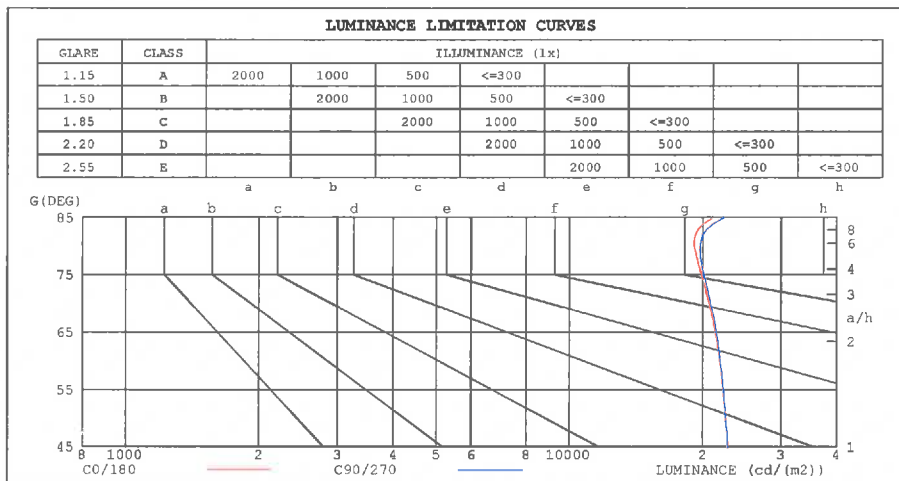 LUMINANCE LIMITATION CURVES
GLARE CLASS ILLUMINANCE (lx)
1.15 A 2000 1000 500 <=300
1.50 B 2000 1000 500 <=300
1.85 C 2000 1000 500 <=300
2.20 D 2000 1000 500 <=300
2.55 E 2000 1000 500 <=300
a b c d e f g h
G(DEG)
a b c d e f g h
85
8
6
75
4
3
a/h
65
2
55
45
1
8 1000 2 3 4 5 6 8 10000 2 3 4
C0/180 C90/270 LUMINANCE (cd/(m2))